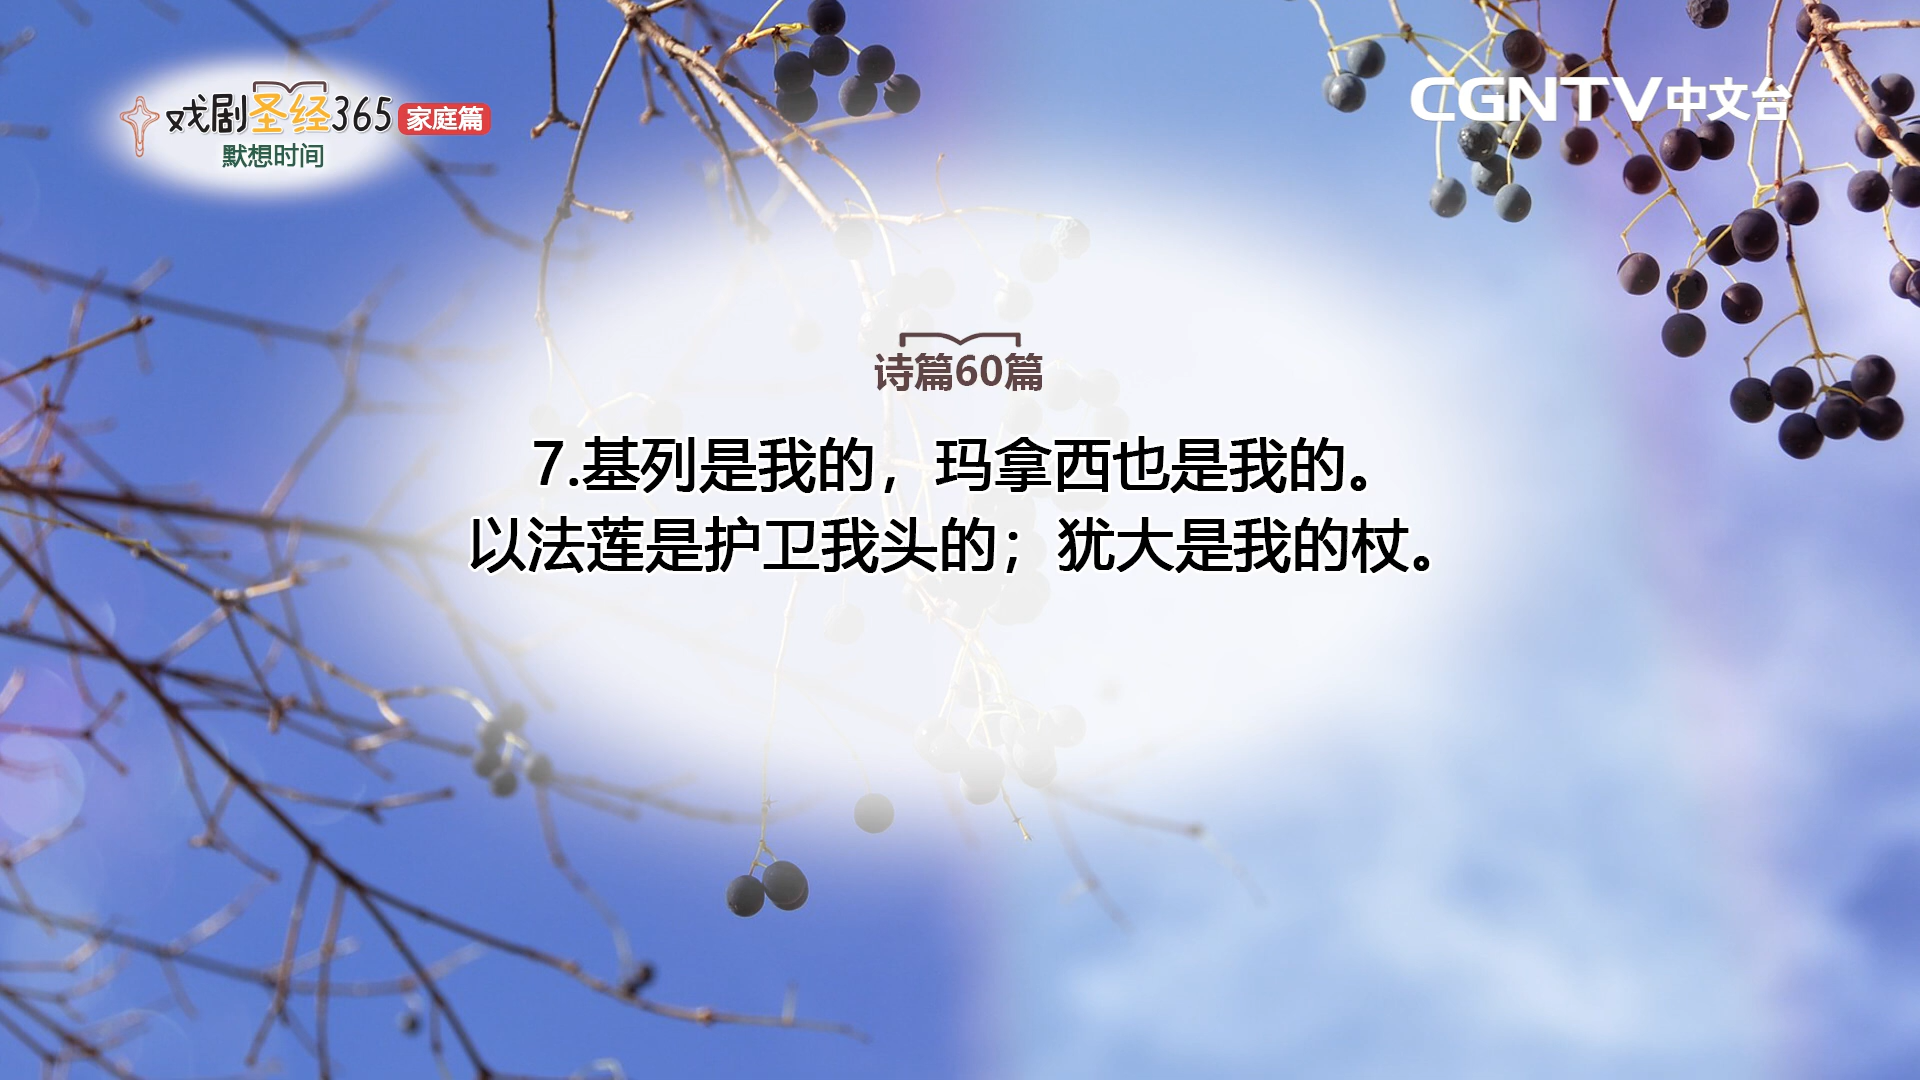 戏剧圣经365 家庭篇
默想时间
CGNTV中文台
诗篇60篇
7.基列是我的，玛拿西也是我的。
以法莲是护卫我头的；犹大是我的杖。